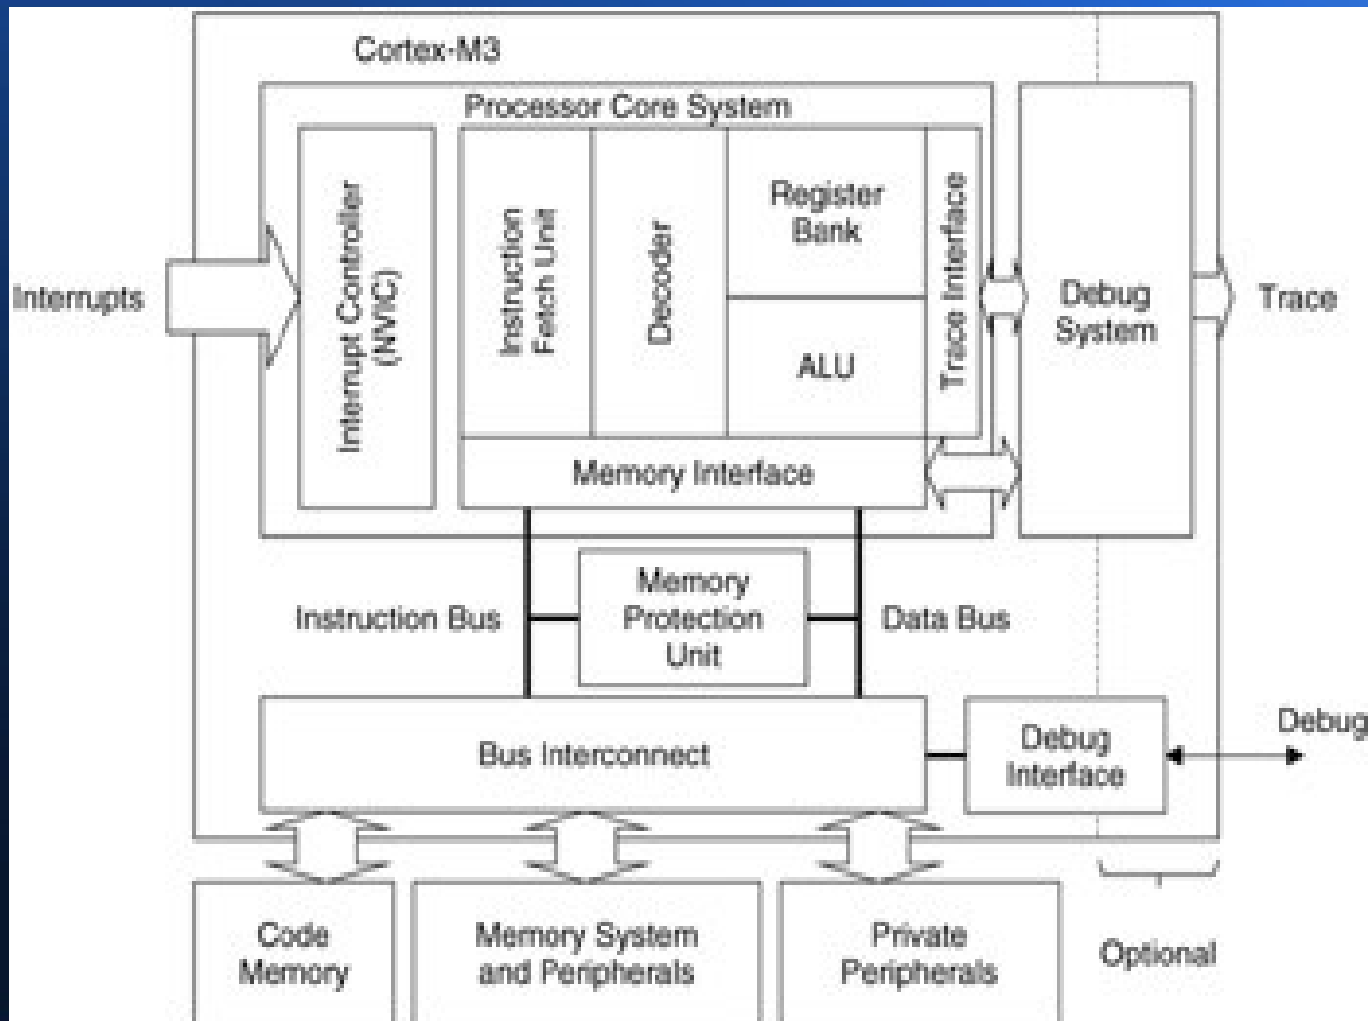 Cortex-M3
Processor Core System
Interrupts
Interrupt Controller
(NVIC)
Instruction
Fetch Unit
Decoder
Register
Bank
ALU
Trace Interface
Debug
System
Trace
Memory Interface
Instruction Bus
Memory
Protection
Unit
Data Bus
Bus Interconnect
Debug
Interface
Debug
Code
Memory
Memory System
and Peripherals
Private
Peripherals
Optional